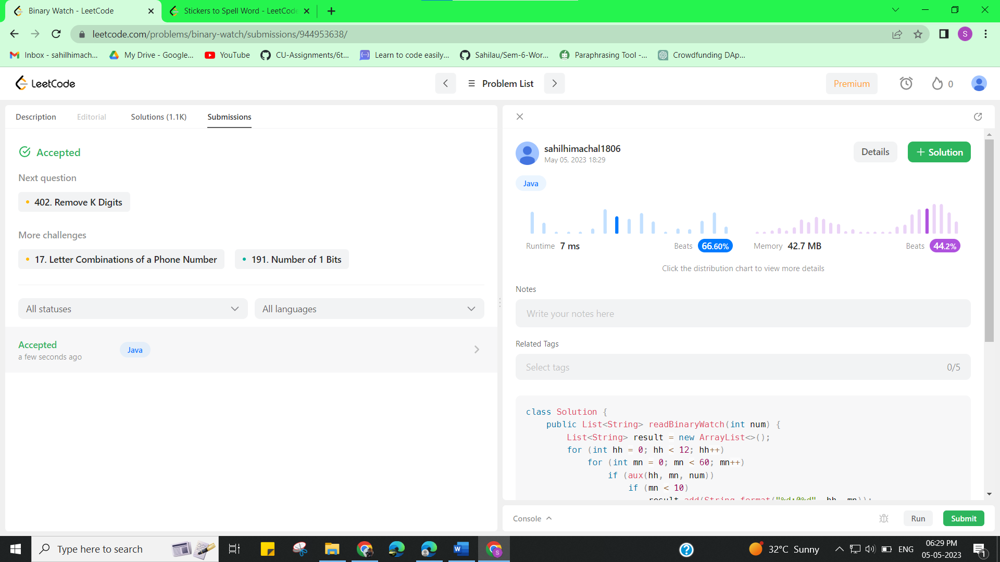 Binary Watch - LeetCode
Stickers to Spell Word - LeetCode
leetcode.com/problems/binary-watch/submissions/944953638/
S
Inbox - sahilhimach...
My Drive - Google...
YouTube
CU-Assignments/6t...
Learn to code easily...
Sahilau/Sem-6-Wor...
Paraphrasing Tool -...
Crowdfunding DAp...
LeetCode
Problem List
Premium
0
Description
Editorial
Solutions (1.1K)
Submissions
Accepted
Next question
402. Remove K Digits
More challenges
17. Letter Combinations of a Phone Number
191. Number of 1 Bits
All statuses
All languages
Accepted
a few seconds ago
Java
sahilhimachal1806
May 05, 2023 18:29
Details
+ Solution
Java
Runtime 7 ms
Beats 66.60%
Memory 42.7 MB
Beats 44.2%
Click the distribution chart to view more details
Notes
Write your notes here
Related Tags
Select tags
0/5
class Solution {
public List<String> readBinaryWatch(int num) {
List<String> result = new ArrayList<>();
for (int hh = 0; hh < 12; hh++)
for (int mn = 0; mn < 60; mn++)
if (aux(hh, mn, num))
if (mn < 10)
result.add(String.format("%d:0%d", hh, mn));
Console
Run
Submit
Type here to search
32°C Sunny
ENG
06:29 PM
05-05-2023
1